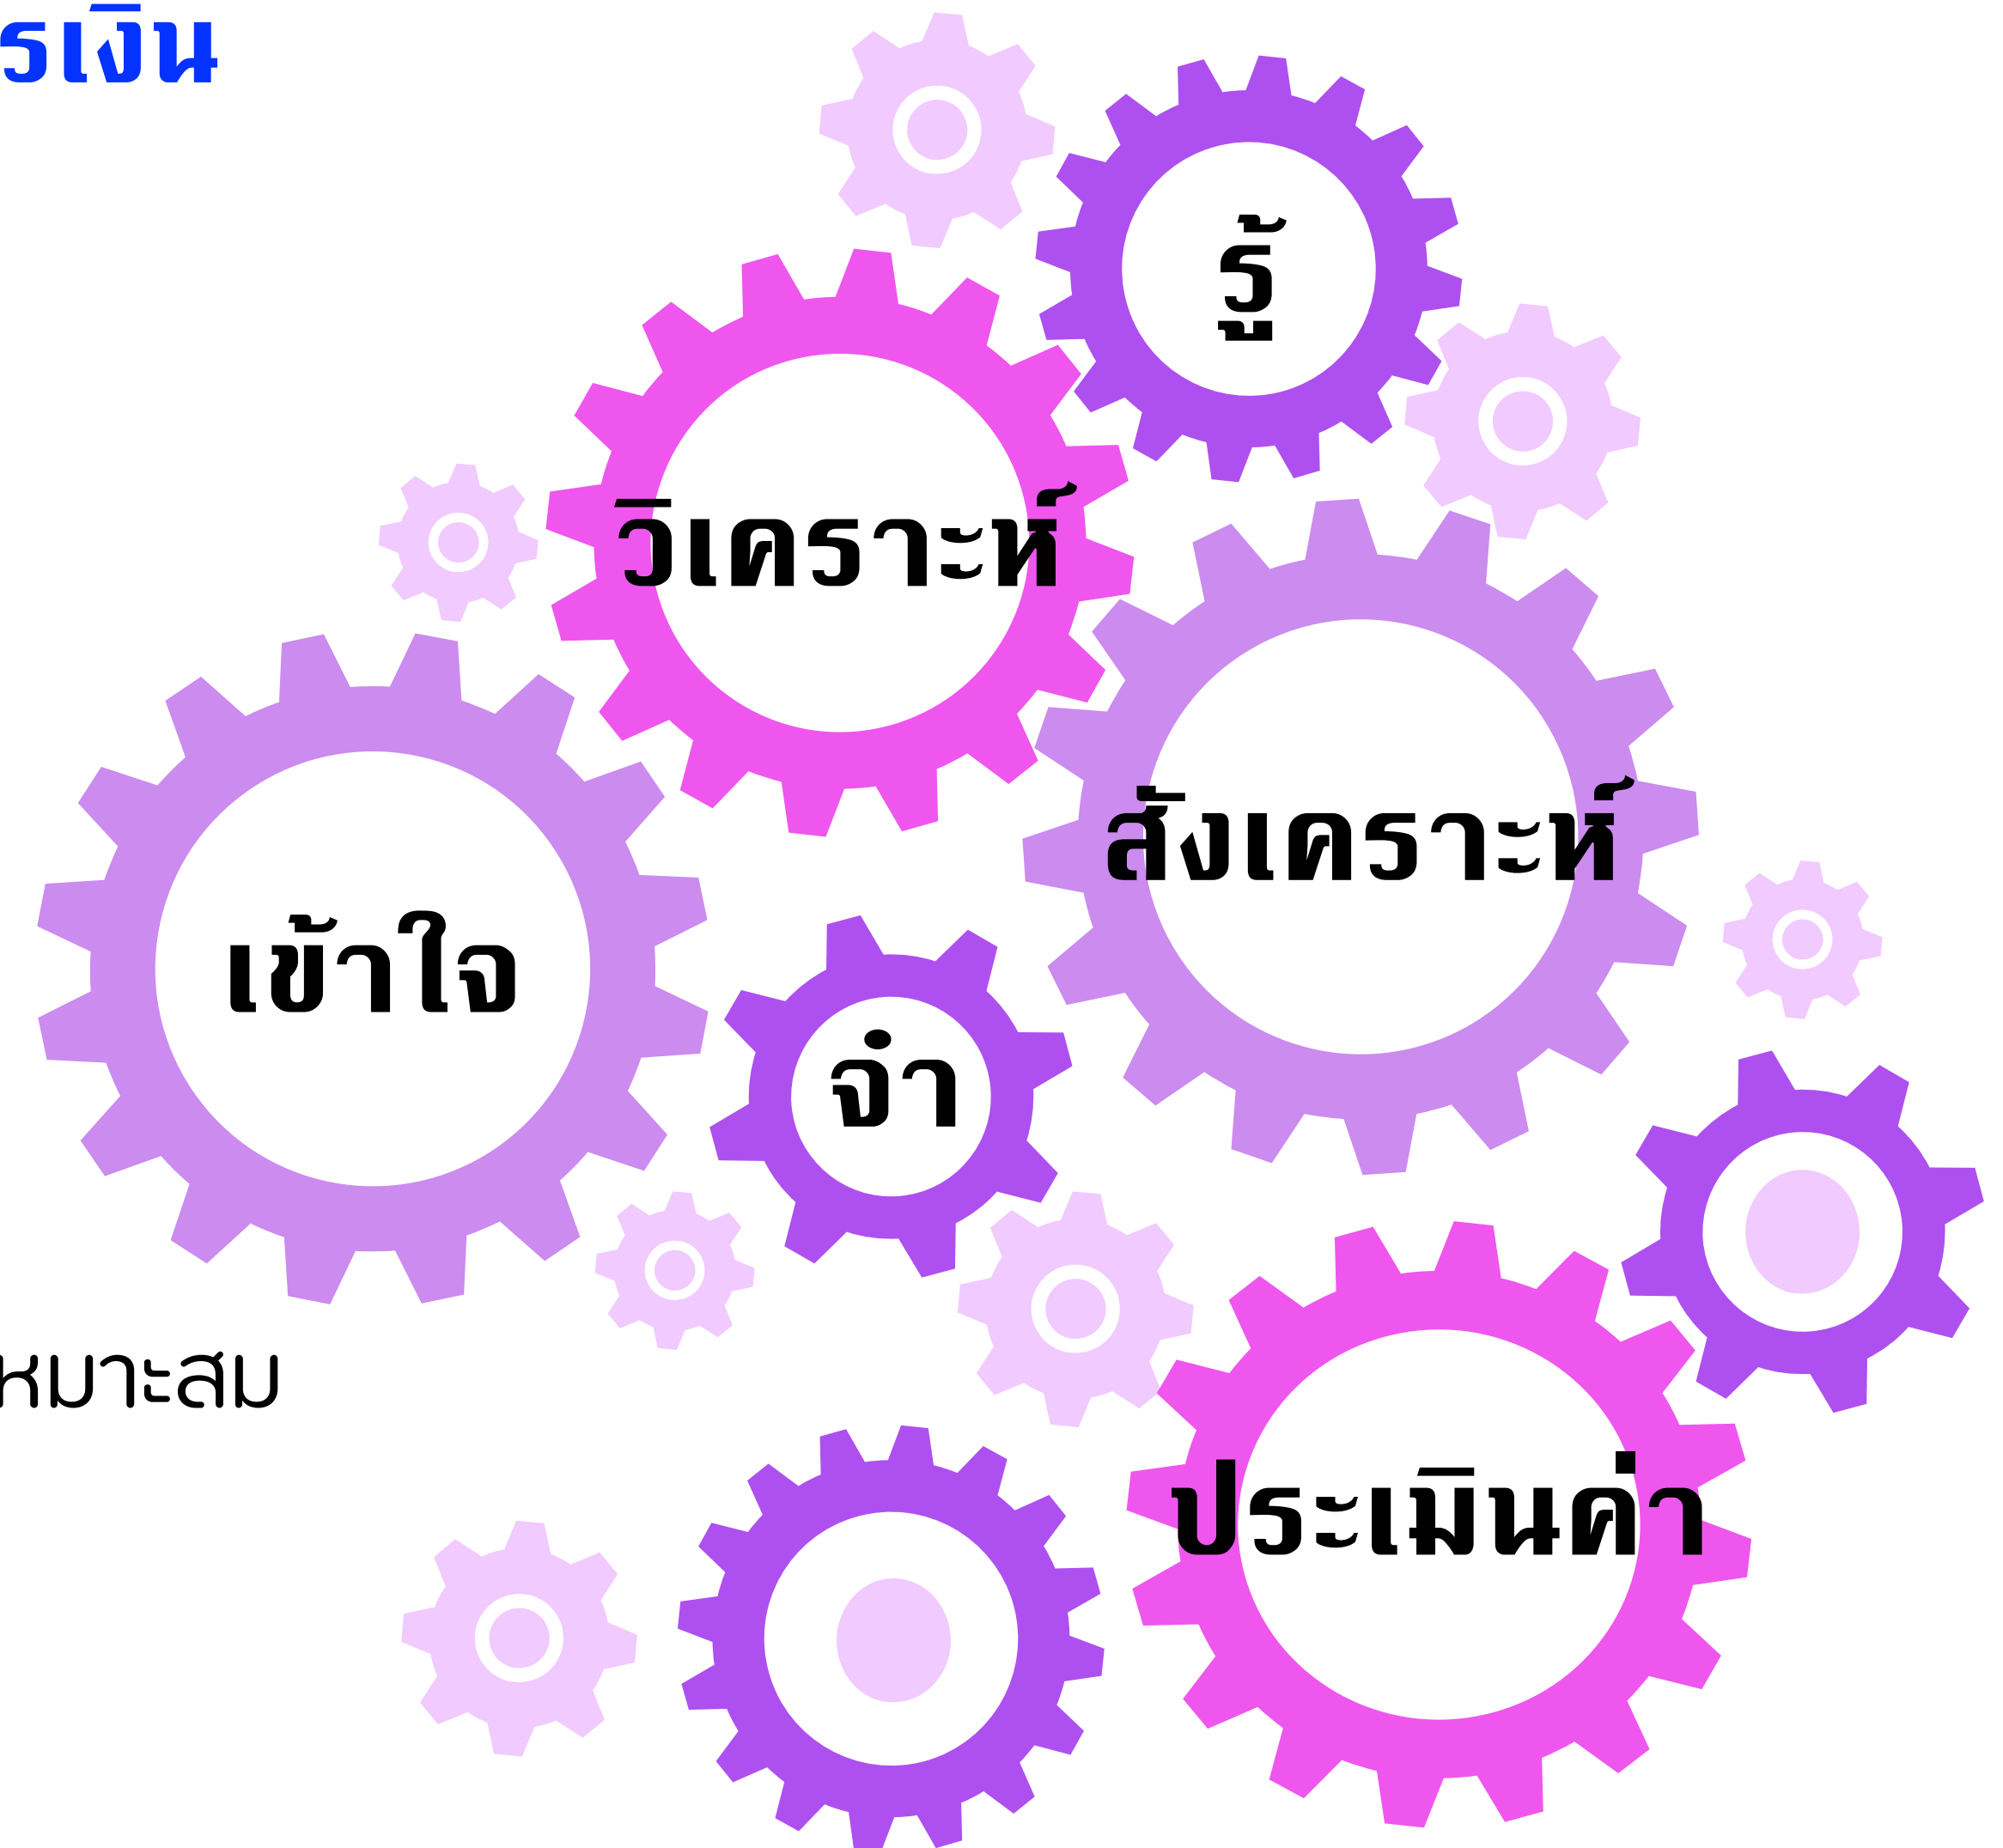 รเงิน
รู้
วิเคราะห์
สังเคราะห์
เข้าใจ
จำ
หมาะสม
ประเมินค่า